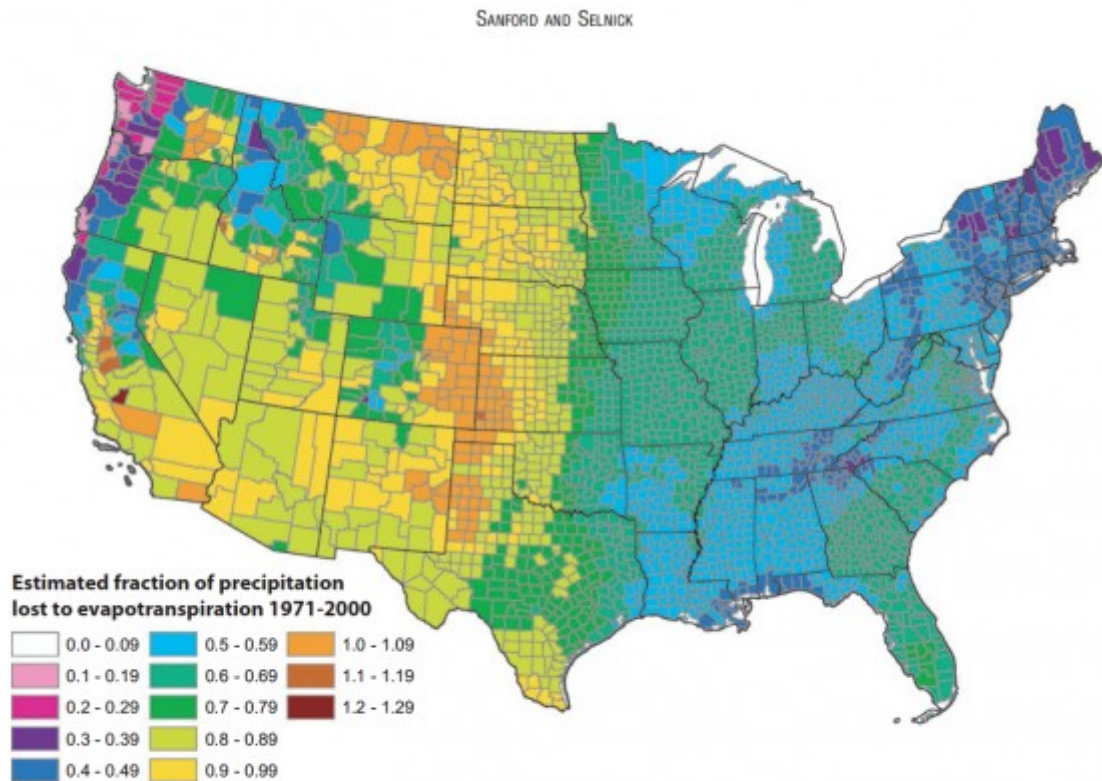 SANFORD AND SELNICK
Estimated fraction of precipitation
lost to evapotranspiration 1971-2000
0.0 - 0.09
0.1 - 0.19
0.2 - 0.29
0.3 - 0.39
0.4 - 0.49
0.5 - 0.59
0.6 - 0.69
0.7 - 0.79
0.8 - 0.89
0.9 - 0.99
1.0 - 1.09
1.1 - 1.19
1.2 - 1.29